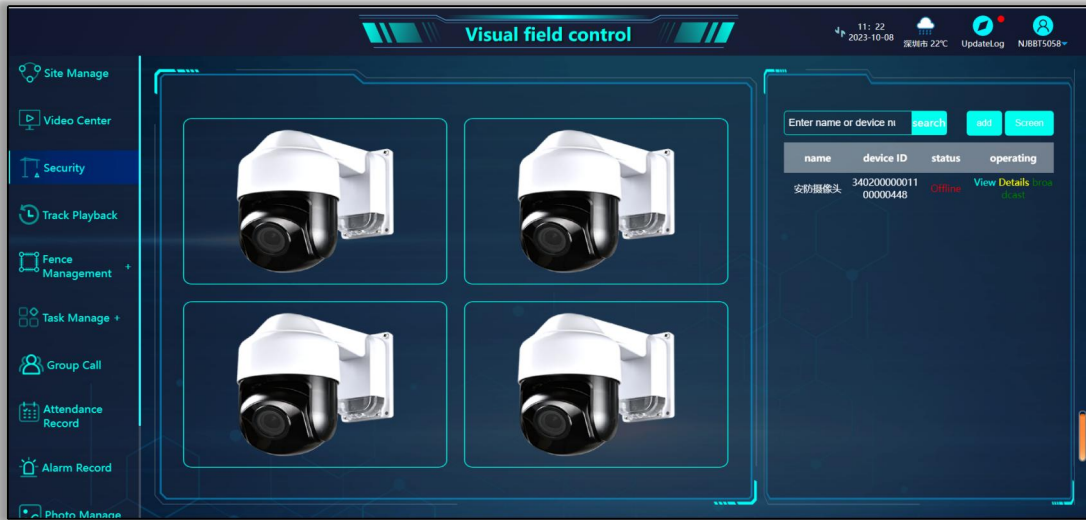 Visual field control
11: 22
2023-10-08
深圳市 22℃
UpdateLog
NJBBT5058
Site Manage
Video Center
Security
Track Playback
Fence
Management +
Task Manage +
Group Call
Attendance
Record
Alarm Record
Photo Manage
Enter name or device nu
search
add
Screen
name device ID status operating
安防摄像头 340200000011 Offline View Details broa
00000448 dcast